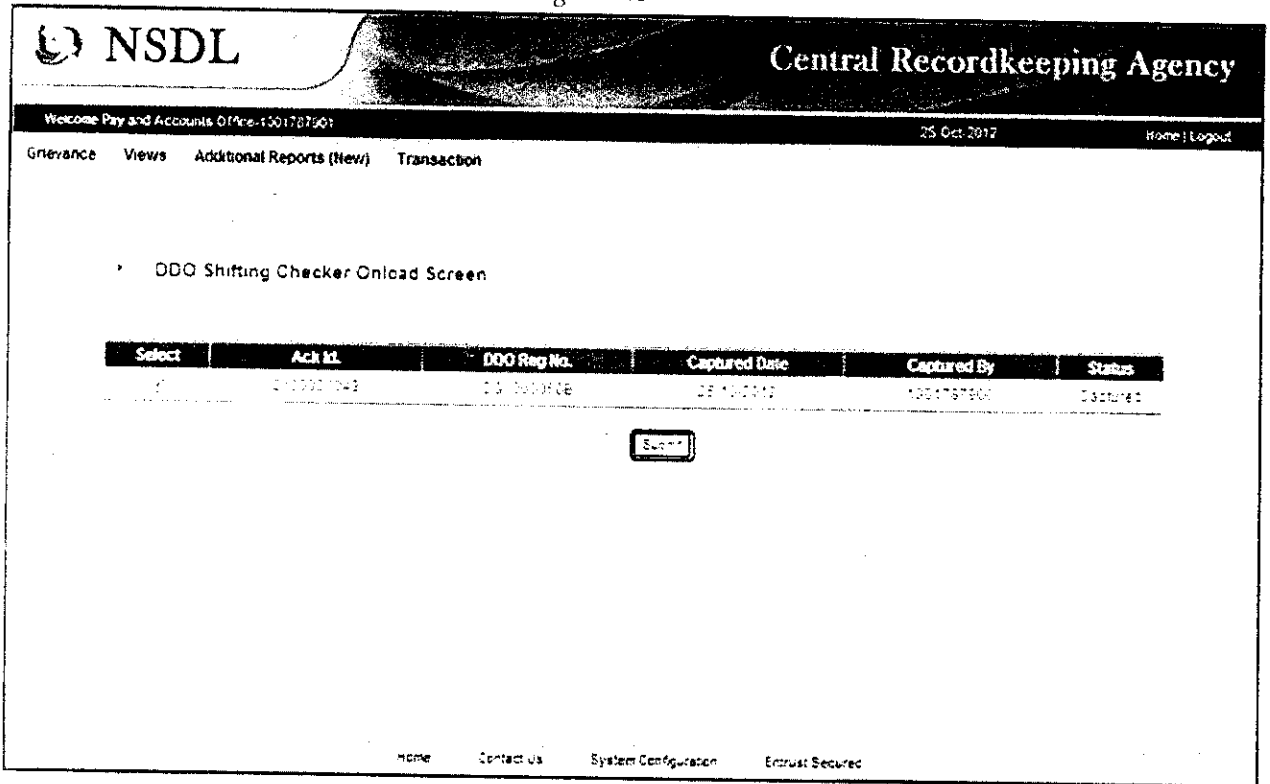 NSDL
Central Recordkeeping Agency
Welcome Pay and Accounts Office-1301787901
25 Oct 2012 Home | Logout
Grievance Views Additional Reports (New) Transaction
DDO Shifting Checker Onload Screen
Select Ack Id. DDO Reg No. Captured Date Captured By Status
Captured
Submit
Home Contact Us System Configuration Entrust Secured